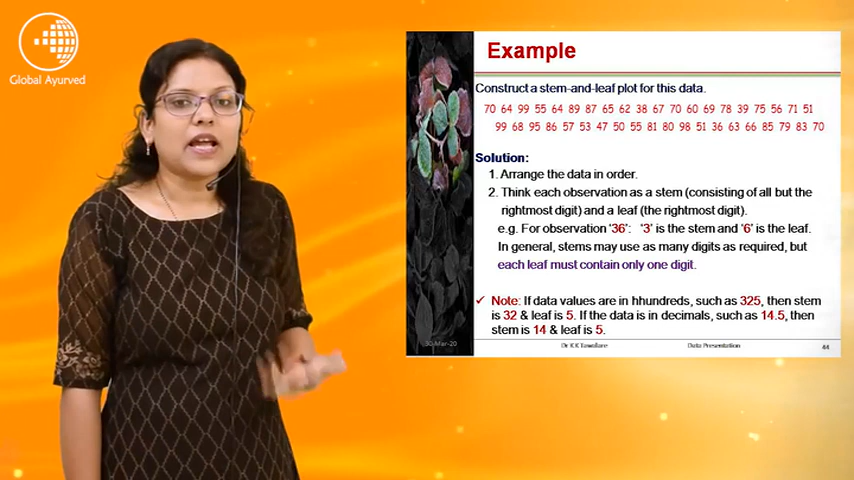 Global Ayurved
Example
Construct a stem-and-leaf plot for this data.
70 64 99 55 64 89 87 65 62 38 67 70 60 69 78 39 75 56 71 51
99 68 95 86 57 53 47 50 55 81 80 98 51 36 63 66 85 79 83 70
Solution:
1. Arrange the data in order.
2. Think each observation as a stem (consisting of all but the
rightmost digit) and a leaf (the rightmost digit).
e.g. For observation '36': '3' is the stem and '6' is the leaf.
In general, stems may use as many digits as required, but
each leaf must contain only one digit.
✓ Note: If data values are in hhundreds, such as 325, then stem
is 32 & leaf is 5. If the data is in decimals, such as 14.5, then
stem is 14 & leaf is 5.
30-Mar-20 Dr Data Presentation 44